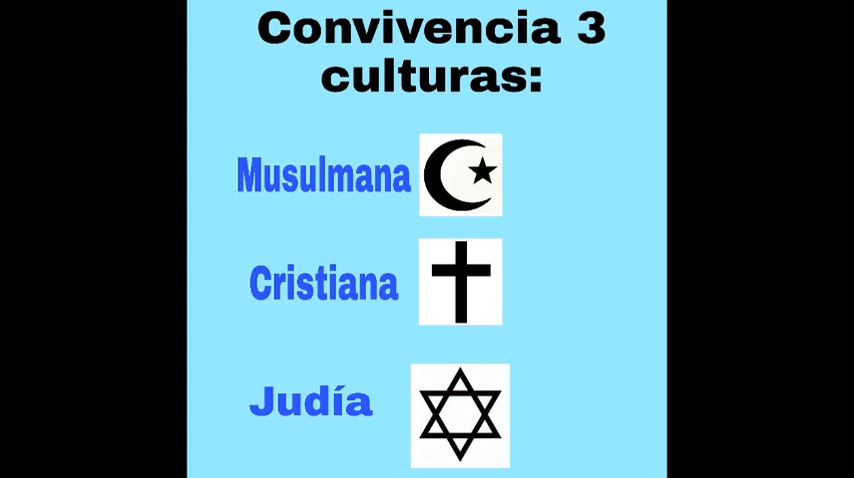 Convivencia 3
culturas:
Musulmana
Cristiana
Judía